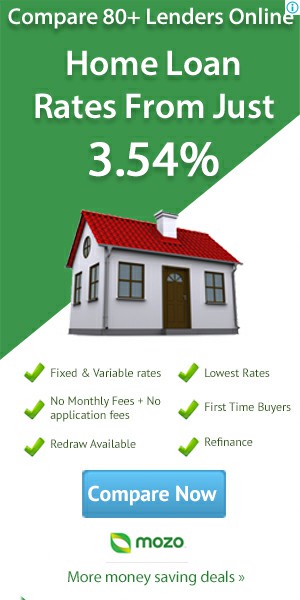 Compare 80+ Lenders Online
Home Loan
Rates From Just
3.54%
Fixed & Variable rates
Lowest Rates
No Monthly Fees + No
application fees
First Time Buyers
Redraw Available
Refinance
Compare Now
mozo
More money saving deals »